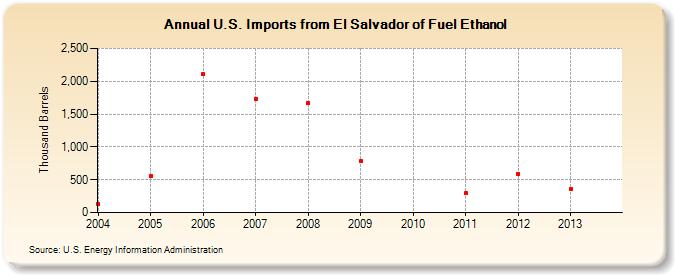 Annual U.S. Imports from El Salvador of Fuel Ethanol
Thousand Barrels
2,500
2,000
1,500
1,000
500
0
2004 2005 2006 2007 2008 2009 2010 2011 2012 2013
Source: U.S. Energy Information Administration